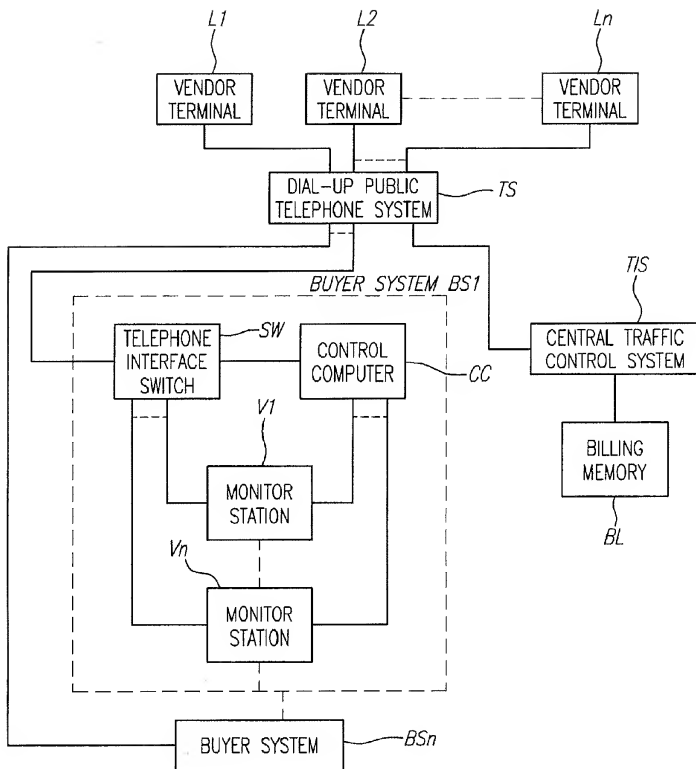 L1
L2
Ln
VENDOR
TERMINAL
VENDOR
TERMINAL
VENDOR
TERMINAL
DIAL-UP PUBLIC
TELEPHONE SYSTEM
TS
BUYER SYSTEM BS1
TIS
TELEPHONE
INTERFACE
SWITCH
SW
CONTROL
COMPUTER
CC
CENTRAL TRAFFIC
CONTROL SYSTEM
V1
MONITOR
STATION
BILLING
MEMORY
BL
Vn
MONITOR
STATION
BUYER SYSTEM
BSn